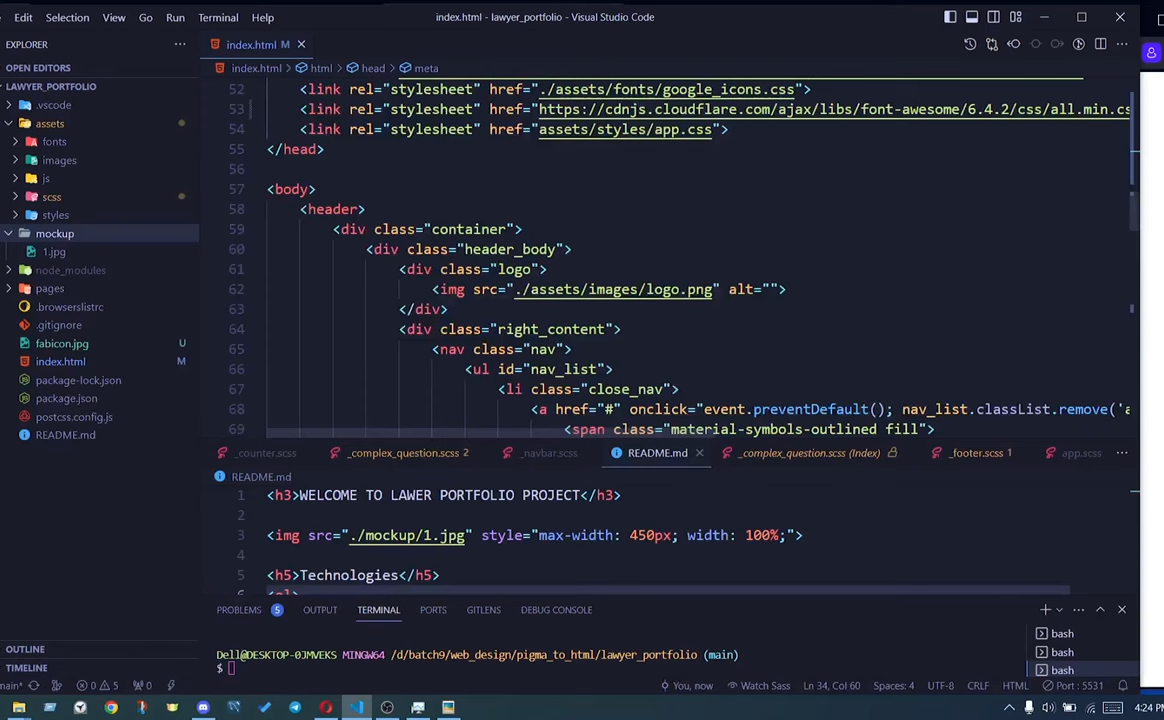 Edit Selection View Go Run Terminal Help
index.html - lawyer_portfolio - Visual Studio Code
EXPLORER
OPEN EDITORS
LAWYER_PORTFOLIO
.vscode
assets
fonts
images
js
scss
styles
mockup
1.jpg
node_modules
pages
.browserslistrc
.gitignore
fabicon.jpg U
index.html M
package-lock.json
package.json
postcss.config.js
README.md
OUTLINE
TIMELINE
index.html M
index.html > html > head > meta
52 <link rel="stylesheet" href="./assets/fonts/google_icons.css">
53 <link rel="stylesheet" href="https://cdnjs.cloudflare.com/ajax/libs/font-awesome/6.4.2/css/all.min.cs
54 <link rel="stylesheet" href="assets/styles/app.css">
55 </head>
56
57 <body>
58 <header>
59 <div class="container">
60 <div class="header_body">
61 <div class="logo">
62 <img src="./assets/images/logo.png" alt="">
63 </div>
64 <div class="right_content">
65 <nav class="nav">
66 <ul id="nav_list">
67 <li class="close_nav">
68 <a href="#" onclick="event.preventDefault(); nav_list.classList.remove('a
69 <span class="material-symbols-outlined fill">
_counter.scss _complex_question.scss 2 _navbar.scss README.md _complex_question.scss (Index) _footer.scss 1 app.scss
README.md
1 <h3>WELCOME TO LAWER PORTFOLIO PROJECT</h3>
2
3 <img src="./mockup/1.jpg" style="max-width: 450px; width: 100%;">
4
5 <h5>Technologies</h5>
6 <ol>
PROBLEMS 5 OUTPUT TERMINAL PORTS GITLENS DEBUG CONSOLE
Dell@DESKTOP-0JMVEKS MINGW64 /d/batch9/web_design/pigma_to_html/lawyer_portfolio (main)
$
bash
bash
bash
main* 0 5 0 You, now Watch Sass Ln 34, Col 60 Spaces: 4 UTF-8 CRLF HTML Port : 5531
4:24 PM